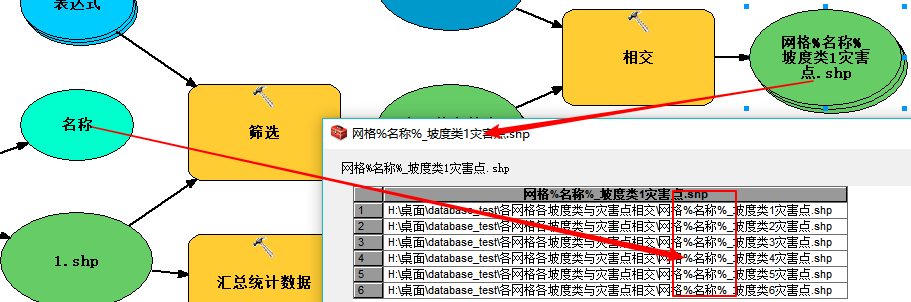 表达式
相交
网格%名称%_
坡度类1灾害
点.shp
名称
筛选
1.shp
汇总统计数据
网格%名称%_坡度类1灾害点.shp
网格%名称%_坡度类1灾害点.shp
网格%名称%_坡度类1灾害点.shp
1 H:\桌面\database_test\各网格各坡度类与灾害点相交\网格%名称%_坡度类1灾害点.shp
2 H:\桌面\database_test\各网格各坡度类与灾害点相交\网格%名称%_坡度类2灾害点.shp
3 H:\桌面\database_test\各网格各坡度类与灾害点相交\网格%名称%_坡度类3灾害点.shp
4 H:\桌面\database_test\各网格各坡度类与灾害点相交\网格%名称%_坡度类4灾害点.shp
5 H:\桌面\database_test\各网格各坡度类与灾害点相交\网格%名称%_坡度类5灾害点.shp
6 H:\桌面\database_test\各网格各坡度类与灾害点相交\网格%名称%_坡度类6灾害点.shp